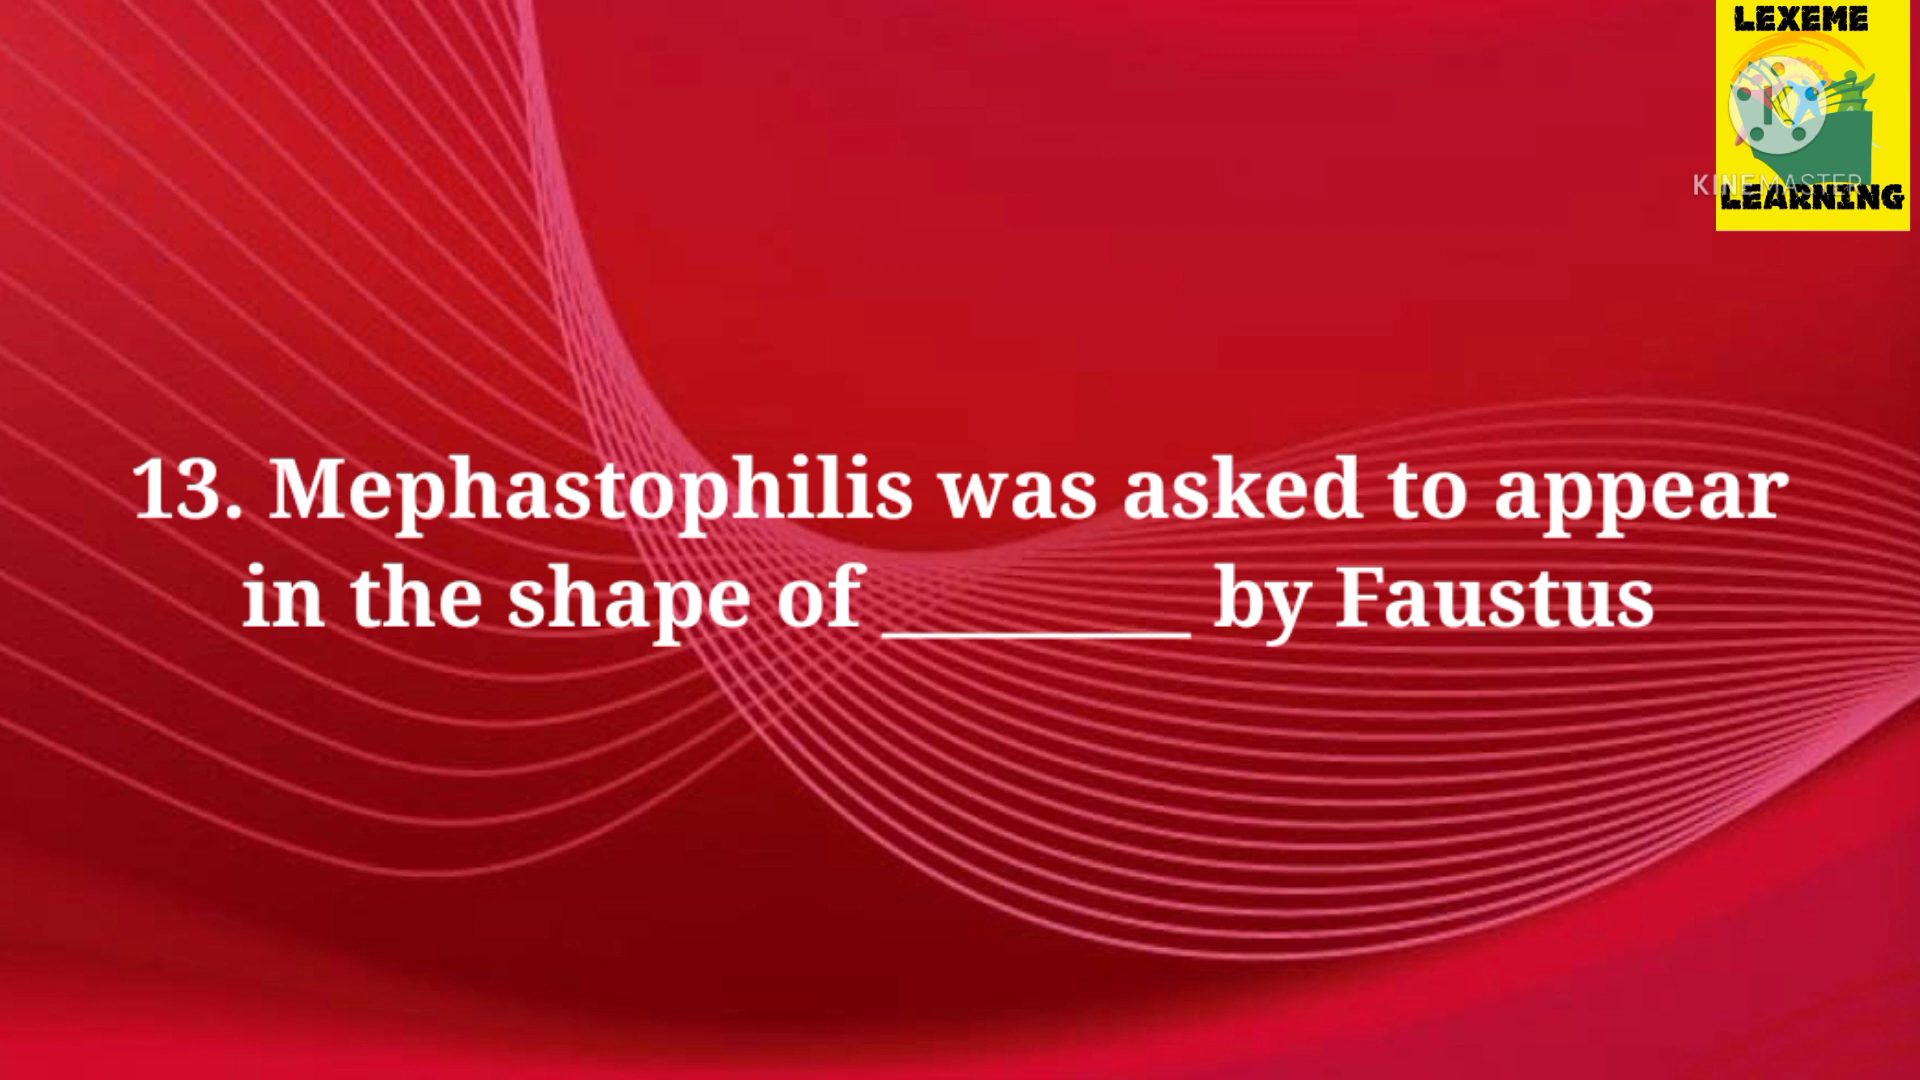 LEXEME
KINEMASTER
LEARNING
13. Mephastophilis was asked to appear
in the shape of ________ by Faustus